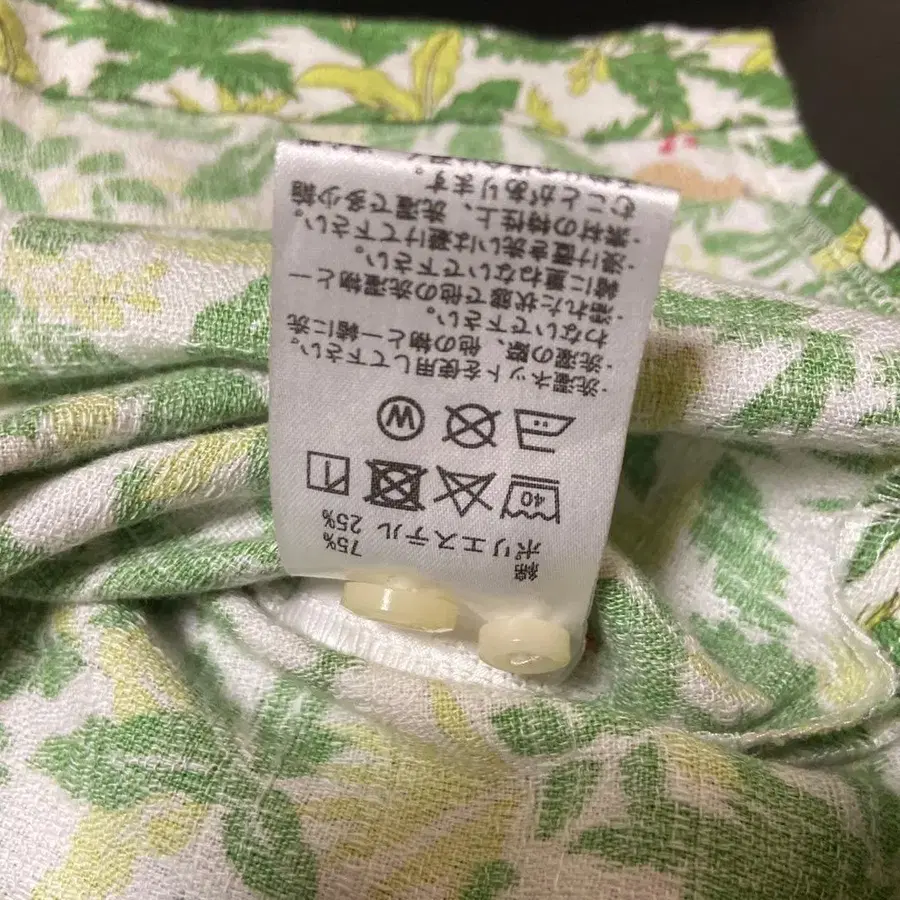 綿 75%
ポリエステル 25%
40
W
・洗濯ネットを使用して下さい。
・洗濯の際、他の物と一緒に洗
わないで下さい。
・濡れた状態で他の洗濯物と一
緒に重ねないで下さい。
・浸け置き洗いは避けて下さい。
・素材の特性上、洗濯で多少縮
むことがあります。